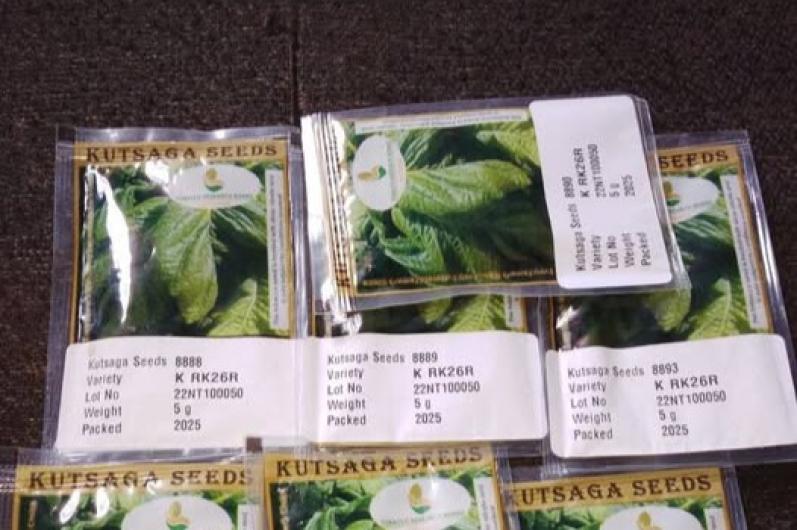 KUTSAGA SEEDS
Kutsaga Seeds 8888
Variety K RK26R
Lot No 22NT100050
Weight 5 g
Packed 2025
Kutsaga Seeds 8890
Variety K RK26R
Lot No 22NT100050
Weight 5 g
Packed 2025
Kutsaga Seeds 8889
Variety K RK26R
Lot No 22NT100050
Weight 5 g
Packed 2025
SEEDS
Kutsaga Seeds 8893
Variety K RK26R
Lot No 22NT100050
Weight 5 g
Packed 2025
KUTSAGA SEEDS
KUTSAGA SEEDS
KUTSAGA SEEDS